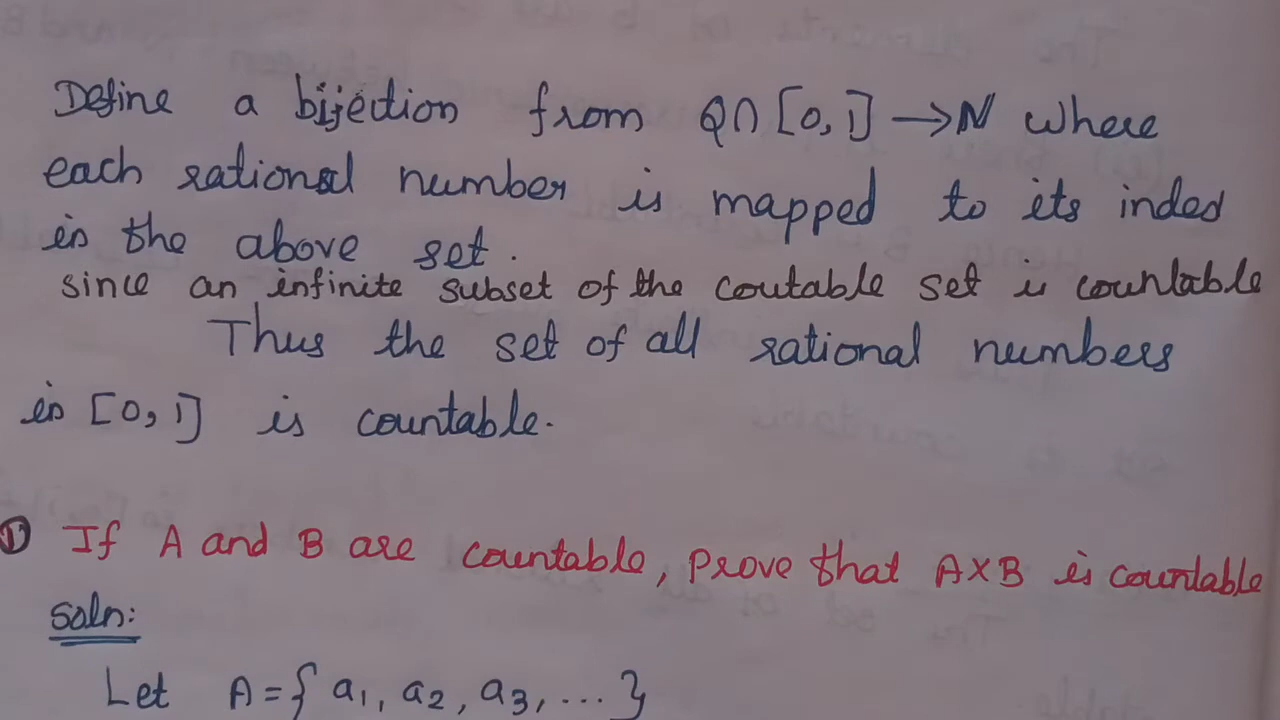 Define a bijection from Q∩[0,1]→N where
each rational number is mapped to its inded
in the above set.
since an infinite subset of the coutable set is countable
Thus the set of all rational numbers
in [0,1] is countable.
① If A and B are countable, prove that A×B is countable
Soln:
Let A={a₁, a₂, a₃, ...}